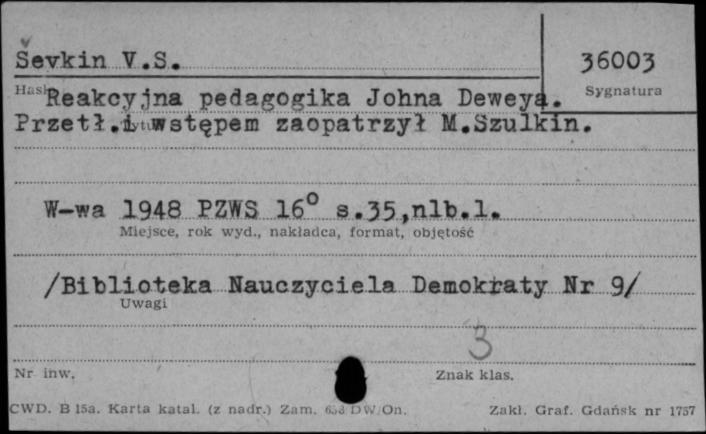 Ševkin V.S.
36003
Hasło
Sygnatura
Reakcyjna pedagogika Johna Deweya.
Przetł.i wstępem zaopatrzył M.Szulkin.
W-wa 1948 PZWS 16° s.35,nlb.1.
Miejsce, rok wyd., nakładca, format, objętość
/Biblioteka Nauczyciela Demokraty Nr 9/
Uwagi
3
Nr inw.
Znak klas.
CWD. B 15a. Karta katal. (z nadr.) Zam. DW/On.
Zakł. Graf. Gdańsk nr 1757